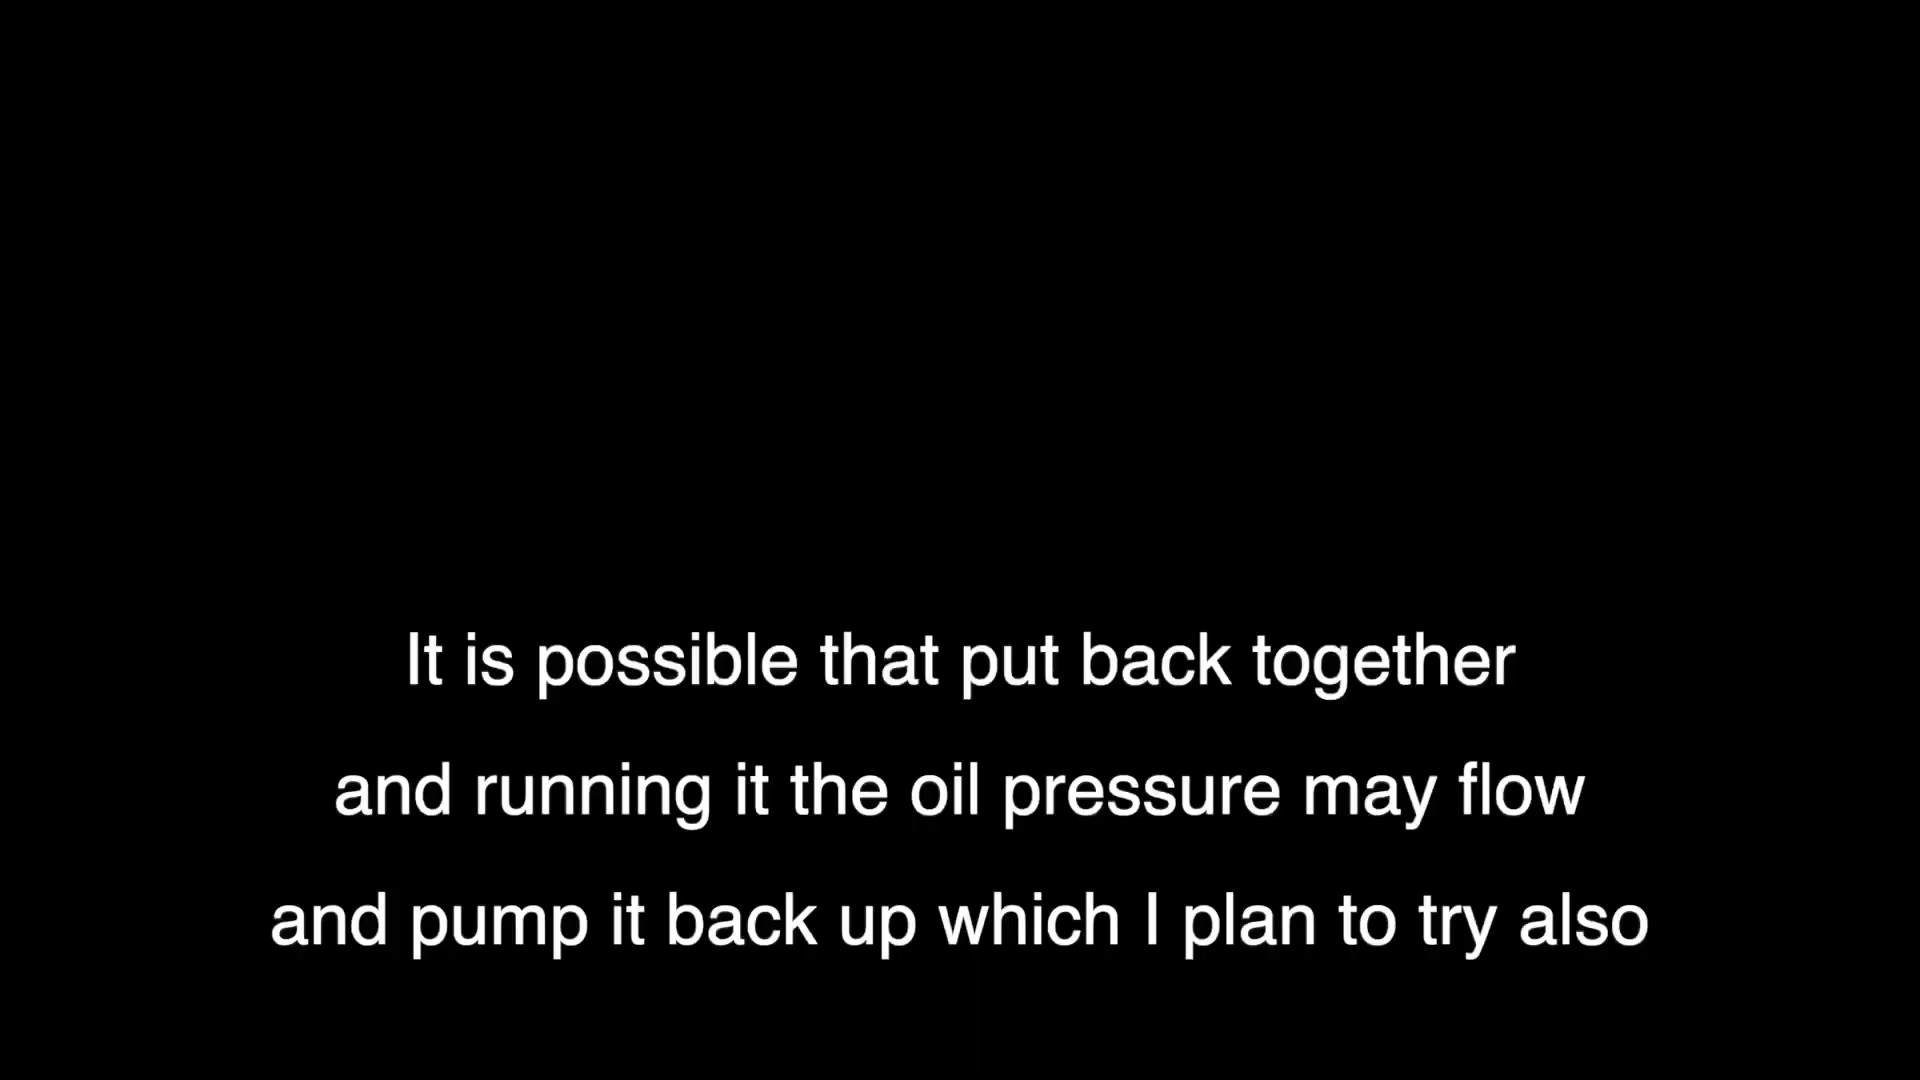 It is possible that put back together
and running it the oil pressure may flow
and pump it back up which I plan to try also